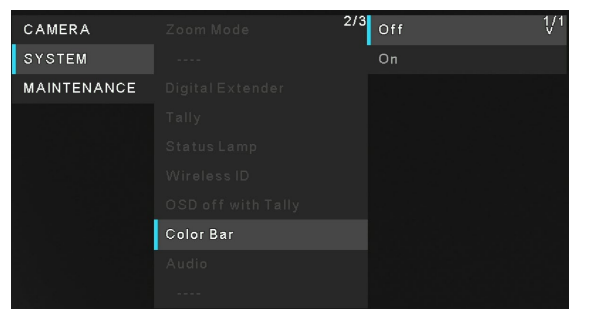 CAMERA
SYSTEM
MAINTENANCE
2/3
Zoom Mode
----
Digital Extender
Tally
Status Lamp
Wireless ID
OSD off with Tally
Color Bar
Audio
----
1/1
Off
On